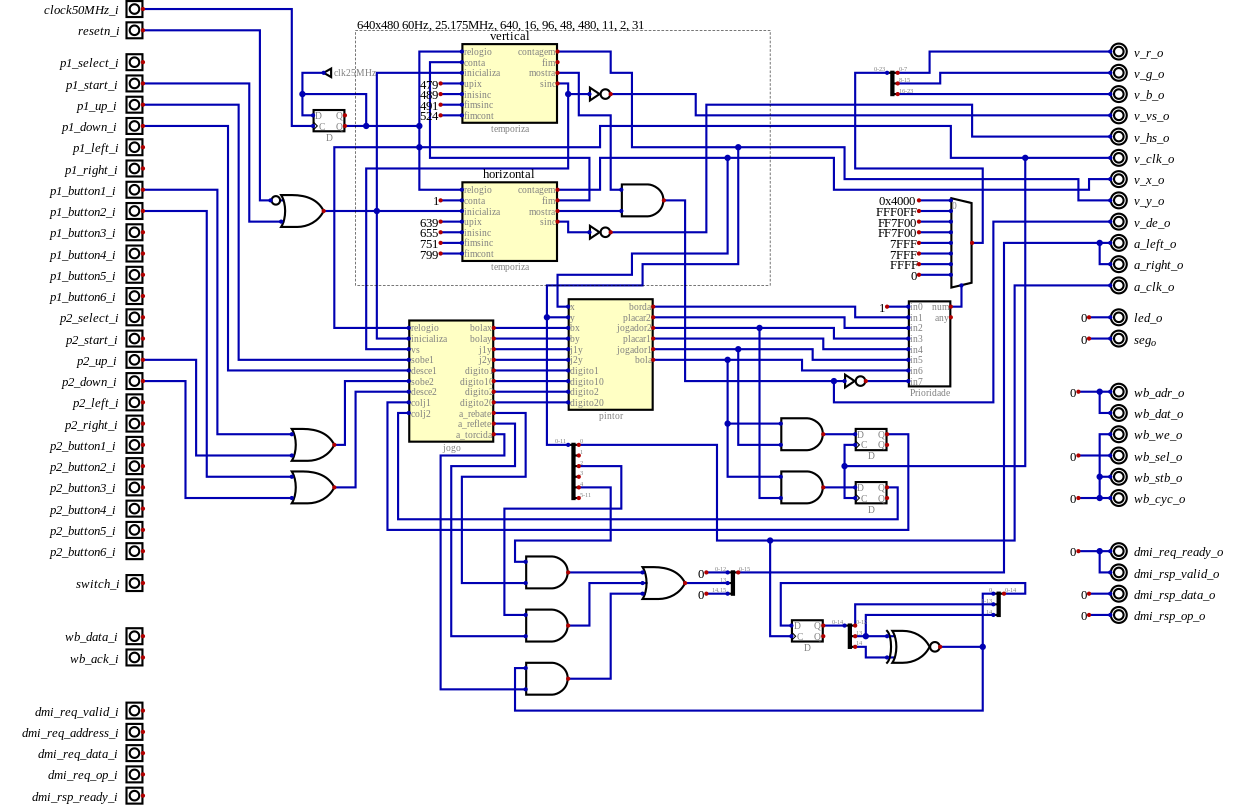 clock50MHz_i
resetn_i
p1_select_i
p1_start_i
p1_up_i
p1_down_i
p1_left_i
p1_right_i
p1_button1_i
p1_button2_i
p1_button3_i
p1_button4_i
p1_button5_i
p1_button6_i
p2_select_i
p2_start_i
p2_up_i
p2_down_i
p2_left_i
p2_right_i
p2_button1_i
p2_button2_i
p2_button3_i
p2_button4_i
p2_button5_i
p2_button6_i
switch_i
wb_data_i
wb_ack_i
dmi_req_valid_i
dmi_req_address_i
dmi_req_data_i
dmi_req_op_i
dmi_rsp_ready_i
640x480 60Hz, 25.175MHz, 640, 16, 96, 48, 480, 11, 2, 31
vertical
clk25MHz
D Q
C Q
D
479
489
491
524
relogio contagem
conta fim
inicializa mostra
upix sinc
inisinc
fimsinc
fimcont
temporiza
horizontal
1
639
655
751
799
relogio contagem
conta fim
inicializa mostra
upix sinc
inisinc
fimsinc
fimcont
temporiza
relogio bolax
inicializa bolay
vs j1y
sobe1 j2y
desce1 digito1
sobe2 digito10
desce2 digito2
colj1 digito20
colj2 a_rebate
a_reflete
a_torcida
jogo
x borda
y placar2
bx jogador2
by placar1
j1y jogador1
j2y bola
digito1
digito10
digito2
digito20
pintor
0x4000
FFF0FF
FF7F00
FF7F00
7FFF
7FFF
FFFF
0
0
1
in0 num
in1 any
in2
in3
in4
in5
in6
in7
Prioridade
D Q
C Q
D
D Q
C Q
D
0
0
D Q
C Q
D
v_r_o
v_g_o
v_b_o
v_vs_o
v_hs_o
v_clk_o
v_x_o
v_y_o
v_de_o
a_left_o
a_right_o
a_clk_o
0 led_o
0 segₒ
0 wb_adr_o
wb_dat_o
wb_we_o
0 wb_sel_o
wb_stb_o
0 wb_cyc_o
0 dmi_req_ready_o
dmi_rsp_valid_o
0 dmi_rsp_data_o
0 dmi_rsp_op_o